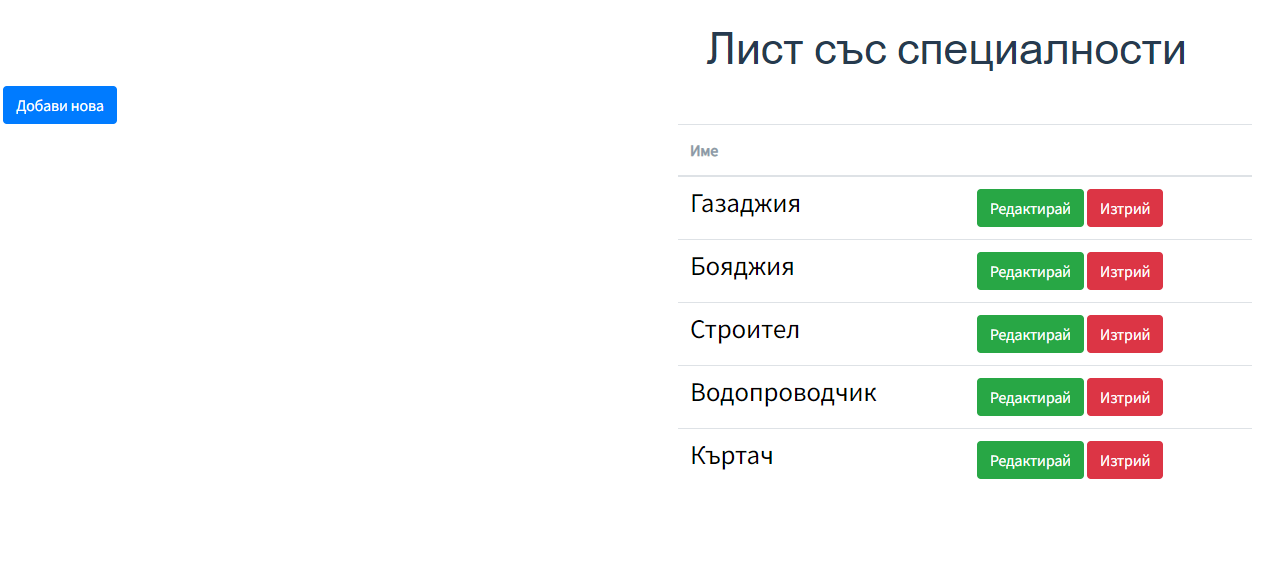 Лист със специалности
Добави нова
Име
Газаджия Редактирай Изтрий
Бояджия Редактирай Изтрий
Строител Редактирай Изтрий
Водопроводчик Редактирай Изтрий
Къртач Редактирай Изтрий